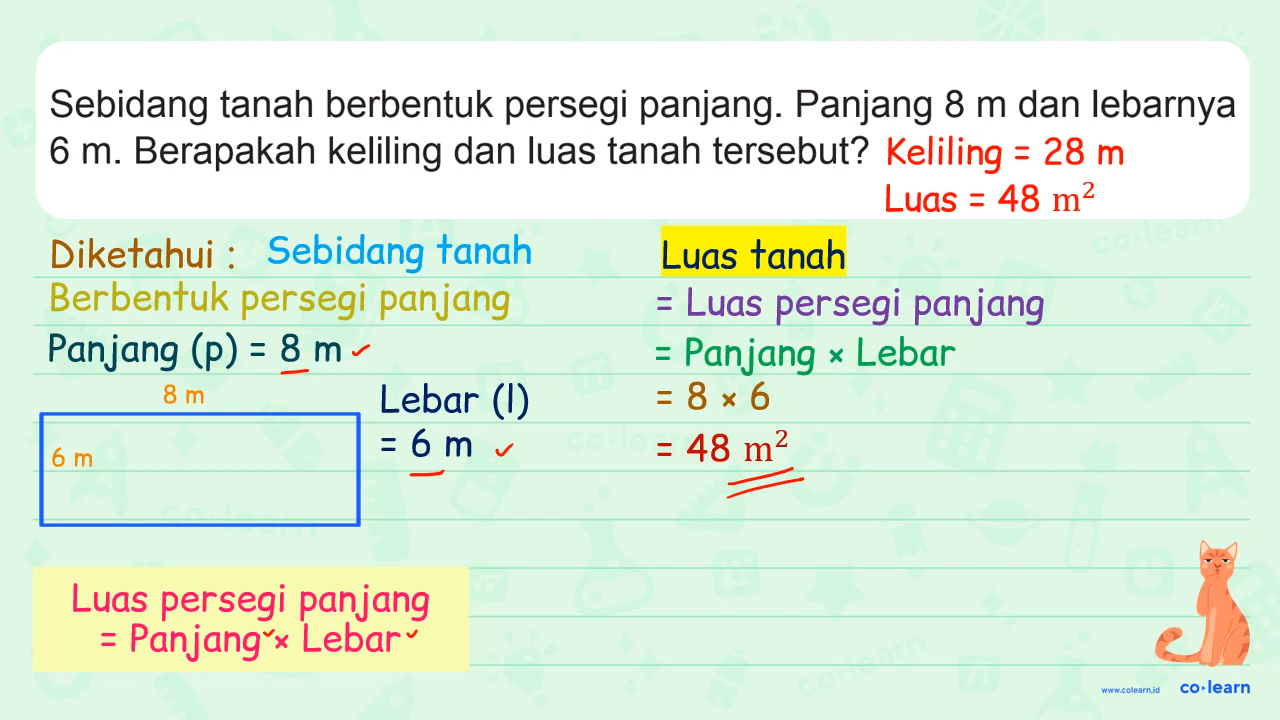 Sebidang tanah berbentuk persegi panjang. Panjang 8 m dan lebarnya
6 m. Berapakah keliling dan luas tanah tersebut? Keliling = 28 m
Luas = 48 m²
Diketahui : Sebidang tanah
Berbentuk persegi panjang
Panjang (p) = 8 m
8 m
6 m
Lebar (l)
= 6 m
Luas persegi panjang
= Panjang × Lebar
Luas tanah
= Luas persegi panjang
= Panjang × Lebar
= 8 × 6
= 48 m²
www.colearn.id co·learn